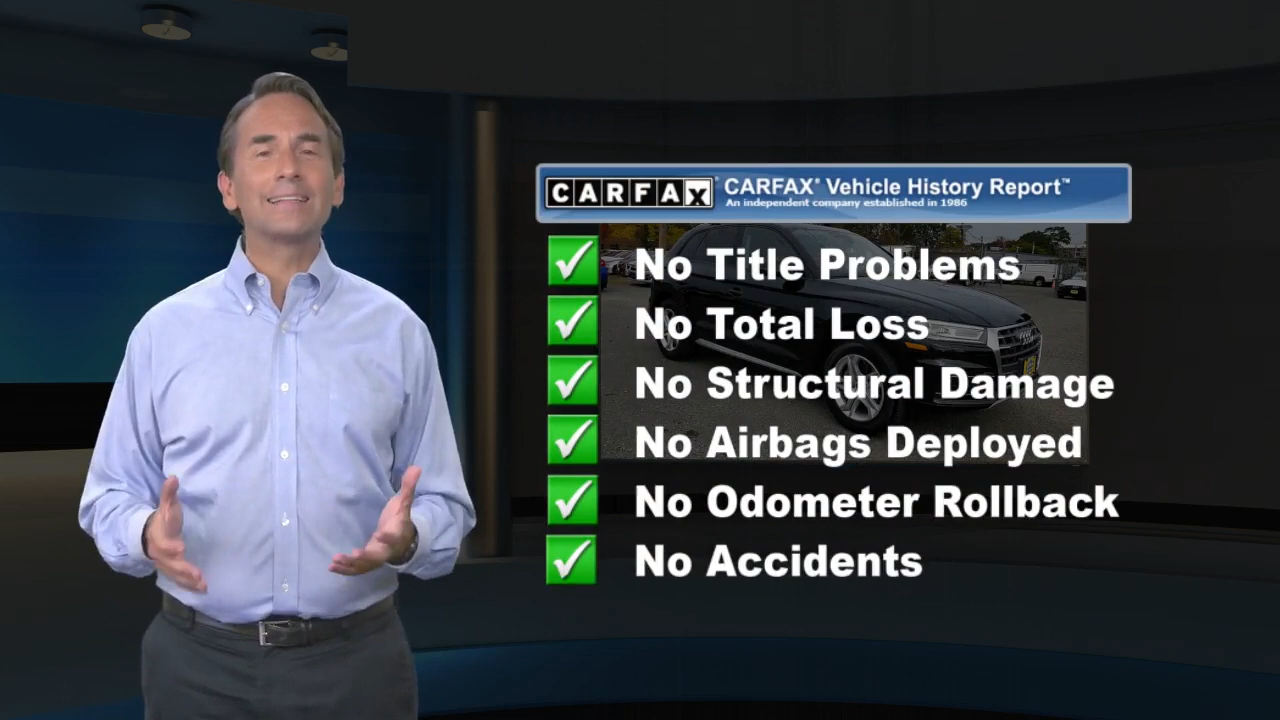 CARFAX® CARFAX® Vehicle History Report™
An independent company established in 1986
No Title Problems
No Total Loss
No Structural Damage
No Airbags Deployed
No Odometer Rollback
No Accidents